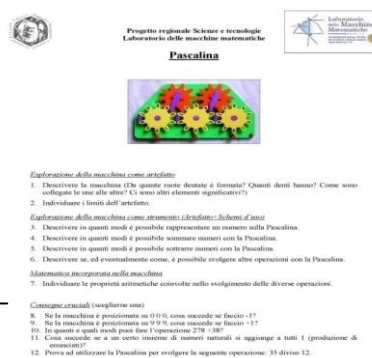 Progetto regionale Scienze e tecnologie
Laboratorio delle macchine matematiche
Laboratorio
delle Macchine
Matematiche
Pascalina
Esplorazione della macchina come artefatto
1. Descrivere la macchina (Da quante ruote dentate è formata? Quanti denti hanno? Come sono
collegate le une alle altre? Ci sono altri elementi significativi?)
2. Individuare i limiti dell'artefatto.
Esplorazione della macchina come strumento (Artefatto+Schemi d'uso)
3. Descrivere in quanti modi è possibile rappresentare un numero sulla Pascalina.
4. Descrivere in quanti modi è possibile sommare numeri con la Pascalina.
5. Descrivere in quanti modi è possibile sottrarre numeri con la Pascalina.
6. Descrivere se, ed eventualmente come, è possibile svolgere altre operazioni con la Pascalina.
Matematica incorporata nella macchina
7. Individuare le proprietà aritmetiche coinvolte nello svolgimento delle diverse operazioni.
Consegne cruciali (sceglierne una)
8. Se la macchina è posizionata su 0 0 0, cosa succede se faccio -1?
9. Se la macchina è posizionata su 9 9 9, cosa succede se faccio +1?
10. In quanti e quali modi puoi fare l'operazione 278 +38?
11. Cosa succede se a un certo insieme di numeri naturali si aggiunge a tutti 1 (produzione di
enunciati)?
12. Prova ad utilizzare la Pascalina per svolgere la seguente operazione: 35 diviso 12.